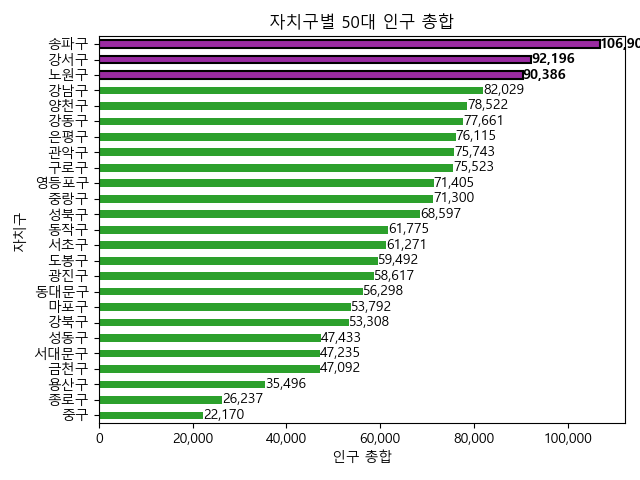 자치구별 50대 인구 총합
송파구 106,90
강서구 92,196
노원구 90,386
강남구 82,029
양천구 78,522
강동구 77,661
은평구 76,115
관악구 75,743
구로구 75,523
영등포구 71,405
중랑구 71,300
성북구 68,597
동작구 61,775
서초구 61,271
도봉구 59,492
광진구 58,617
동대문구 56,298
마포구 53,792
강북구 53,308
성동구 47,433
서대문구 47,235
금천구 47,092
용산구 35,496
종로구 26,237
중구 22,170
자치구
0 20,000 40,000 60,000 80,000 100,000
인구 총합